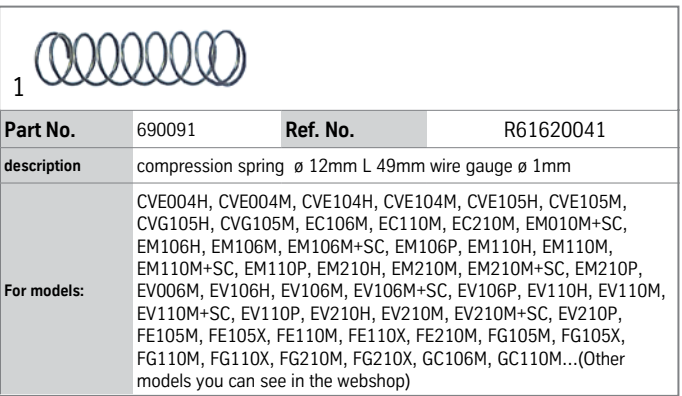 1
Part No. 690091 Ref. No. R61620041
description compression spring ø 12mm L 49mm wire gauge ø 1mm
For models:
CVE004H, CVE004M, CVE104H, CVE104M, CVE105H, CVE105M,
CVG105H, CVG105M, EC106M, EC110M, EC210M, EM010M+SC,
EM106H, EM106M, EM106M+SC, EM106P, EM110H, EM110M,
EM110M+SC, EM110P, EM210H, EM210M, EM210M+SC, EM210P,
EV006M, EV106H, EV106M, EV106M+SC, EV106P, EV110H, EV110M,
EV110M+SC, EV110P, EV210H, EV210M, EV210M+SC, EV210P,
FE105M, FE105X, FE110M, FE110X, FE210M, FG105M, FG105X,
FG110M, FG110X, FG210M, FG210X, GC106M, GC110M...(Other
models you can see in the webshop)